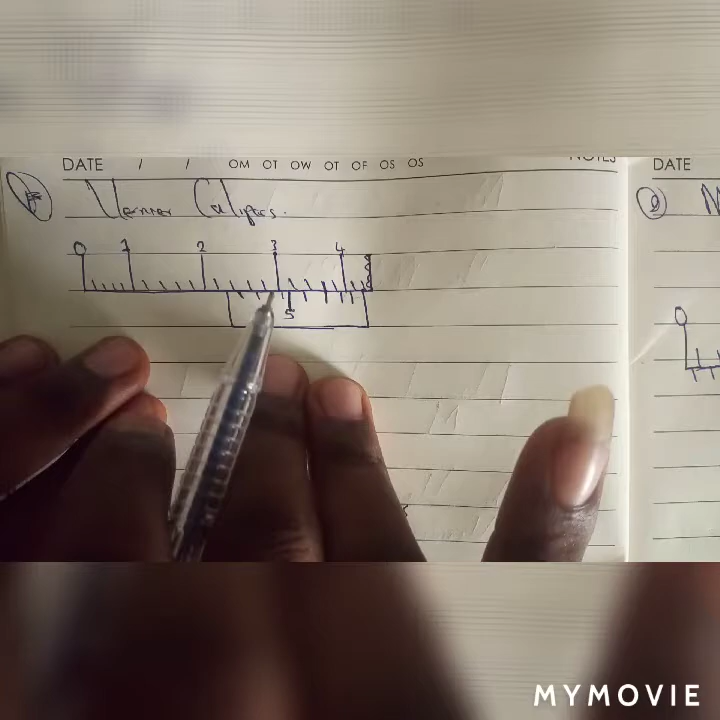 DATE / / OM OT OW OT OF OS OS NOTES DATE
Vernier Calipers.
0 1 2 3 4
5
0
MYMOVIE